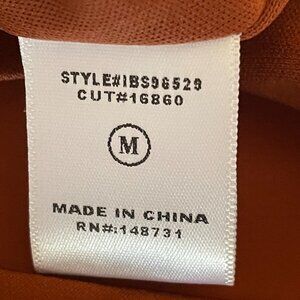 STYLE#IBS96529
CUT#16860
M
MADE IN CHINA
RN#:148731